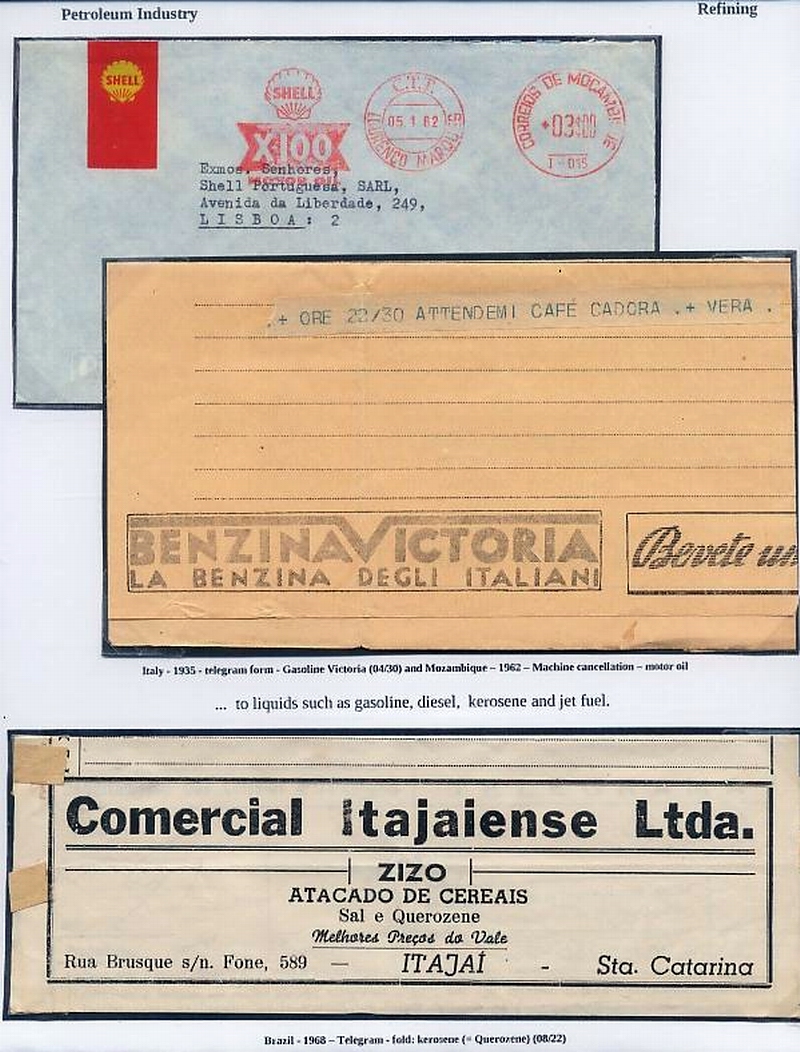 Petroleum Industry
Refining
SHELL
SHELL
X100
MOTOR OIL
C.T.T.
05 1 62
LOURENÇO MARQUES
CORREIOS DE MOÇAMBIQUE
03$00
Exmos. Senhores,
Shell Portuguesa, SARL,
Avenida da Liberdade, 249,
LISBOA: 2
.+ ORE 22/30 ATTENDEMI CAFÉ CADORA .+ VERA .
BENZINA VICTORIA
LA BENZINA DEGLI ITALIANI
Bevete un
Italy - 1935 - telegram form - Gasoline Victoria (04/30) and Mozambique – 1962 – Machine cancellation – motor oil
... to liquids such as gasoline, diesel, kerosene and jet fuel.
Comercial Itajaiense Ltda.
ZIZO
ATACADO DE CEREAIS
Sal e Querozene
Melhores Preços do Vale
Rua Brusque s/n. Fone, 589 — ITAJAÍ - Sta. Catarina
Brazil - 1968 – Telegram - fold: kerosene (= Querozene) (08/22)